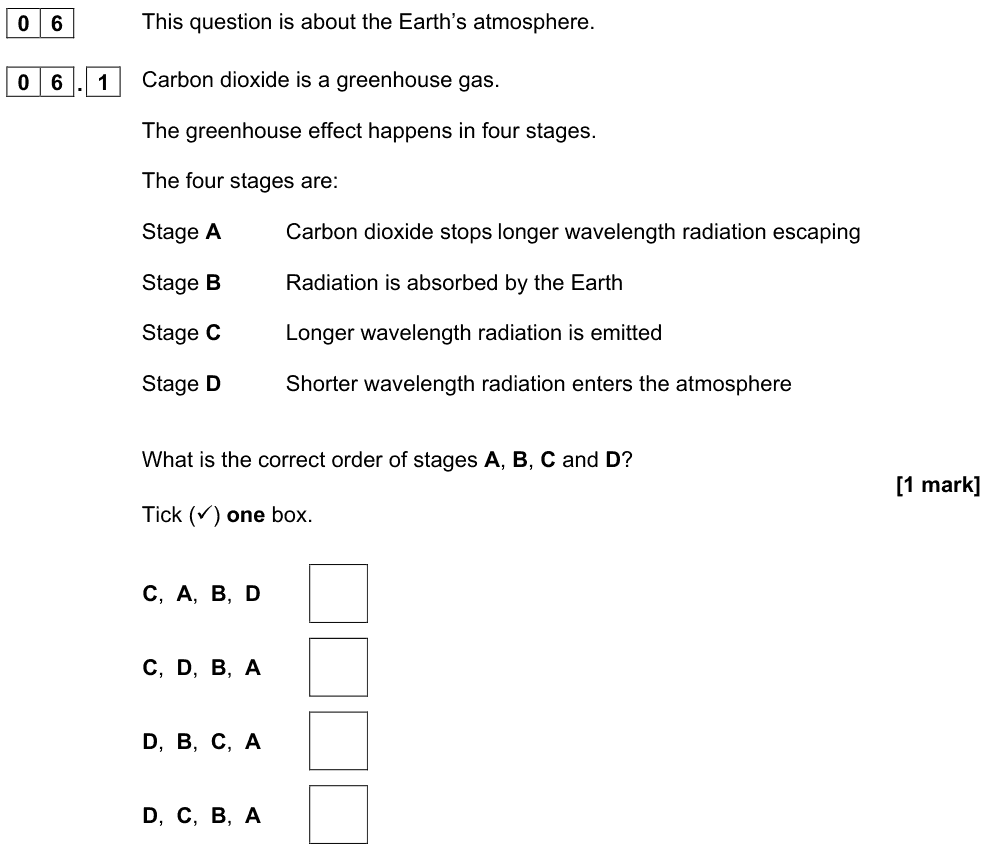 0 6 This question is about the Earth’s atmosphere.
0 6 . 1 Carbon dioxide is a greenhouse gas.
The greenhouse effect happens in four stages.
The four stages are:
Stage A Carbon dioxide stops longer wavelength radiation escaping
Stage B Radiation is absorbed by the Earth
Stage C Longer wavelength radiation is emitted
Stage D Shorter wavelength radiation enters the atmosphere
What is the correct order of stages A, B, C and D?
[1 mark]
Tick (✓) one box.
C, A, B, D
C, D, B, A
D, B, C, A
D, C, B, A